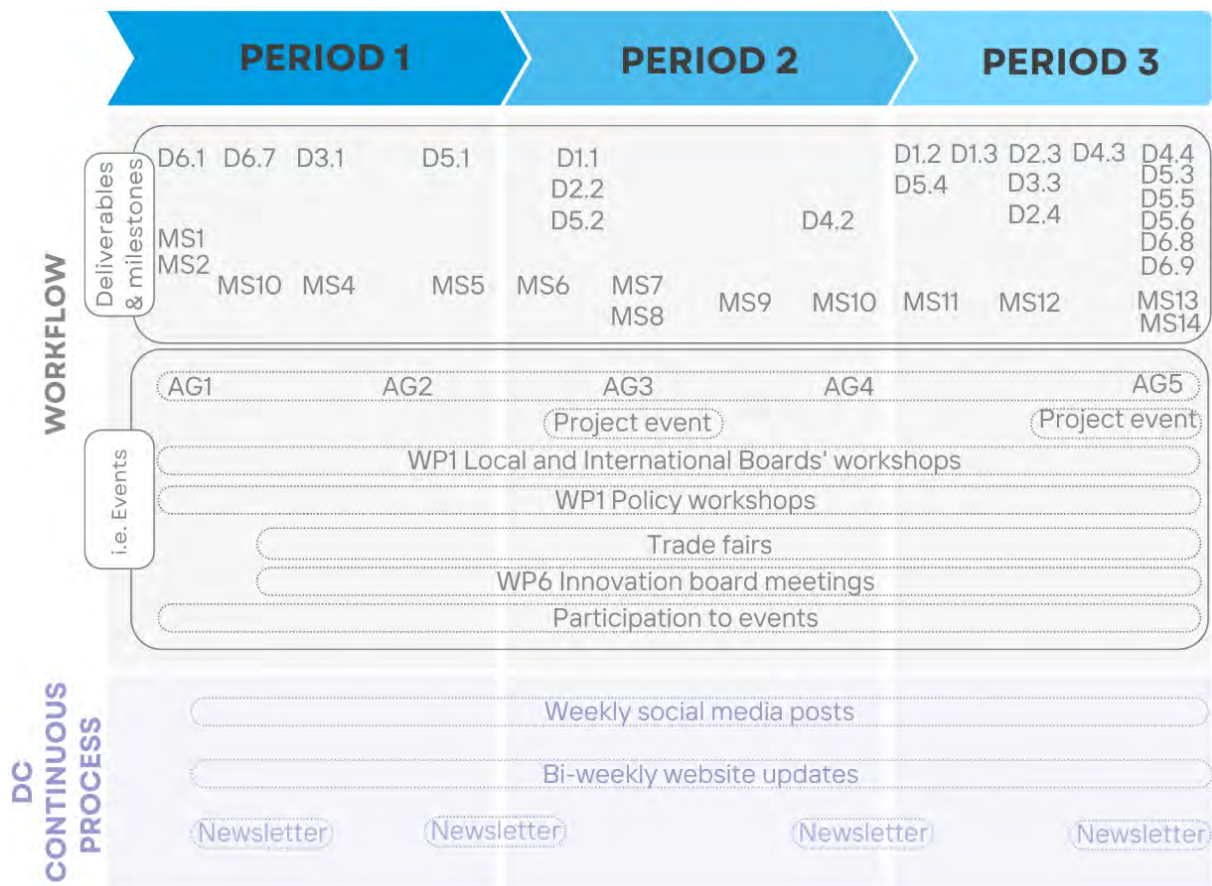 PERIOD 1 PERIOD 2 PERIOD 3
WORKFLOW
Deliverables
& milestones
D6.1 D6.7 D3.1 D5.1 D1.1 D1.2 D1.3 D2.3 D4.3 D4.4
D2.2 D5.4 D3.3 D5.3
D5.5
D5.2 D4.2 D2.4 D5.6
MS1 D6.8
MS2 D6.9
MS10 MS4 MS5 MS6 MS7
MS8 MS9 MS10 MS11 MS12 MS13
MS14
i.e. Events
AG1 AG2 AG3 AG4 AG5
Project event Project event
WP1 Local and International Boards' workshops
WP1 Policy workshops
Trade fairs
WP6 Innovation board meetings
Participation to events
DC
CONTINUOUS
PROCESS
Weekly social media posts
Bi-weekly website updates
Newsletter Newsletter Newsletter Newsletter